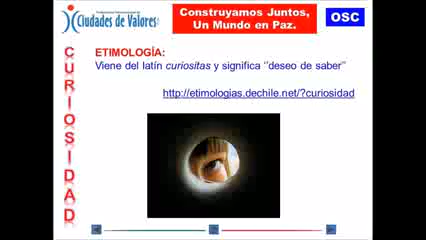 Ciudades de Valores
Construyamos Juntos,
Un Mundo en Paz.
OSC
CURIOSIDAD
ETIMOLOGÍA:
Viene del latín curiositas y significa ‘’deseo de saber’’
http://etimologias.dechile.net/?curiosidad